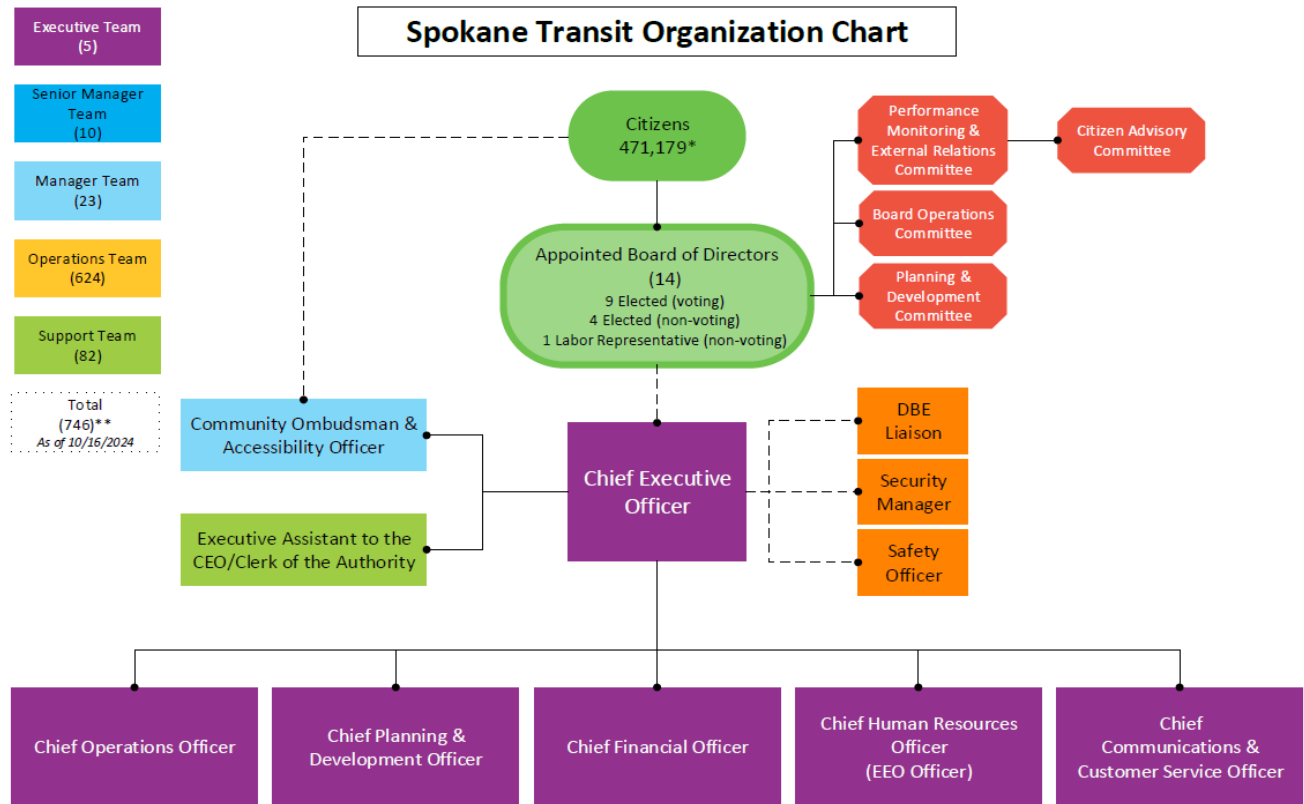 Spokane Transit Organization Chart
Executive Team
(5)
Senior Manager
Team
(10)
Manager Team
(23)
Operations Team
(624)
Support Team
(82)
Total
(746)**
As of 10/16/2024
Citizens
471,179*
Performance
Monitoring &
External Relations
Committee
Citizen Advisory
Committee
Board Operations
Committee
Planning &
Development
Committee
Appointed Board of Directors
(14)
9 Elected (voting)
4 Elected (non-voting)
1 Labor Representative (non-voting)
Community Ombudsman &
Accessibility Officer
Executive Assistant to the
CEO/Clerk of the Authority
Chief Executive
Officer
DBE
Liaison
Security
Manager
Safety
Officer
Chief Operations Officer
Chief Planning &
Development Officer
Chief Financial Officer
Chief Human Resources
Officer
(EEO Officer)
Chief
Communications &
Customer Service Officer